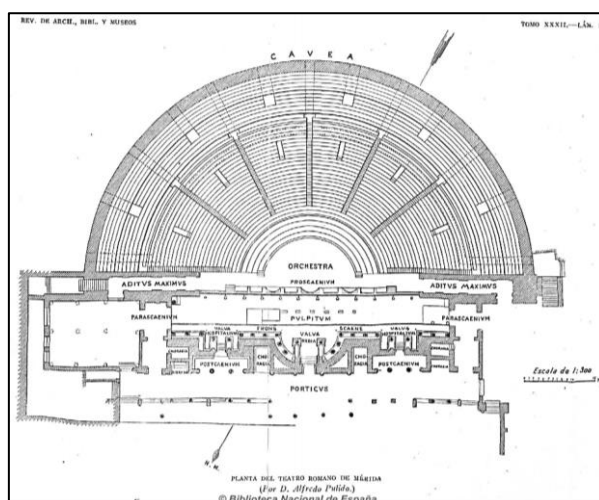 REV. DE ARCH., BIBL. Y MUSEOS
TOMO XXXII.—LÁM.
CAVEA
ORCHESTRA
ADITVS MAXIMVS
PROSCAENIVM
ADITVS MAXIMVS
PARASCAENIVM
PVLPITVM
PARASCAENIVM
VALVA
FRONS
VALVA
SCAENAE
VALVA
POSTCAENIVM
POSTCAENIVM
PORTICVS
Escala de 1:300
PLANTA DEL TEATRO ROMANO DE MÉRIDA
(Por D. Alfredo Pulido.)
© Biblioteca Nacional de España